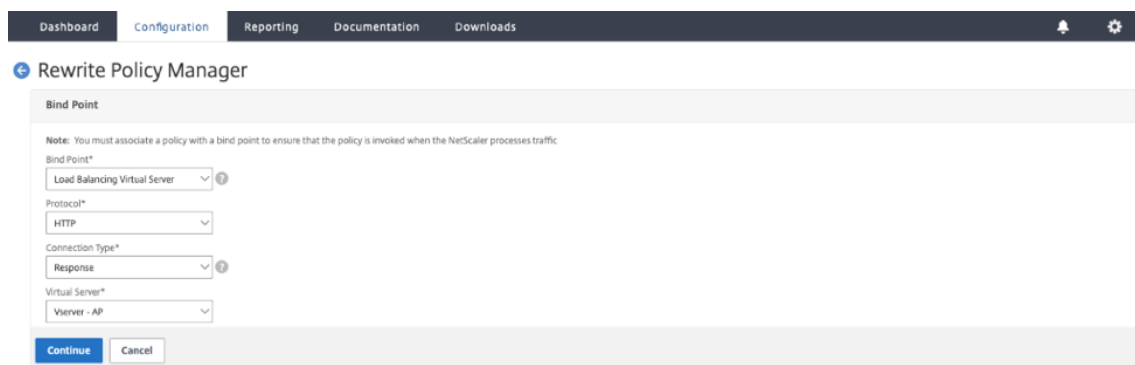 Dashboard Configuration Reporting Documentation Downloads
Rewrite Policy Manager
Bind Point
Note: You must associate a policy with a bind point to ensure that the policy is invoked when the NetScaler processes traffic
Bind Point*
Load Balancing Virtual Server
Protocol*
HTTP
Connection Type*
Response
Virtual Server*
Vserver - AP
Continue Cancel